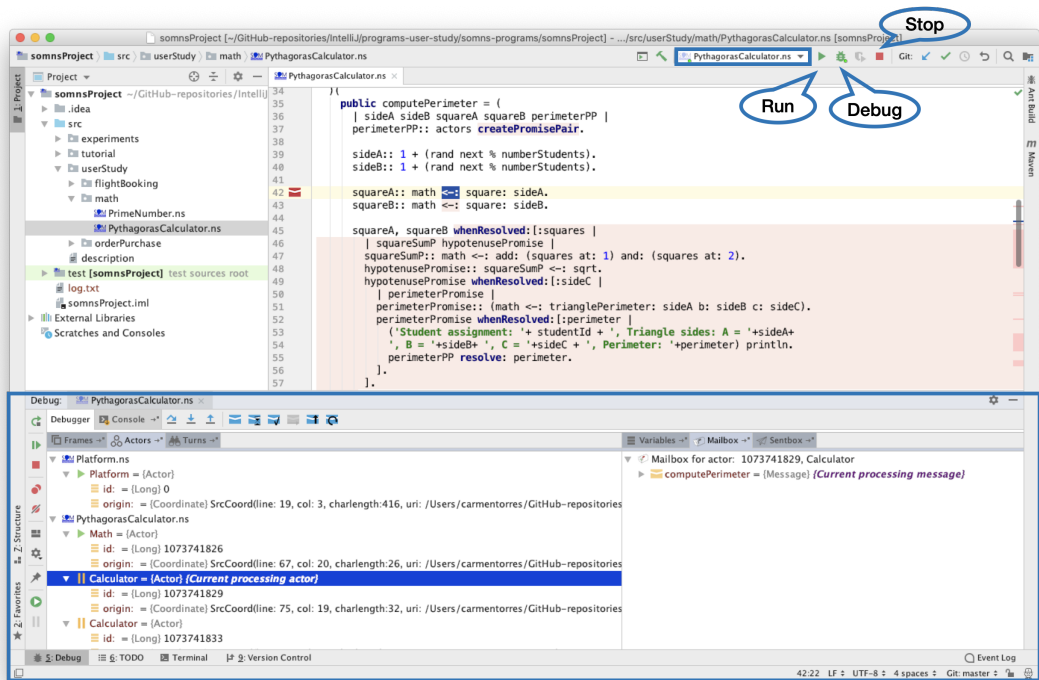 Stop
somnsProject [~/GitHub-repositories/IntelliJ/programs-user-study/somns-programs/somnsProject] - .../src/userStudy/math/PythagorasCalculator.ns [somnsProject]
somnsProject src userStudy math PythagorasCalculator.ns PythagorasCalculator.ns Git:
Run
Debug
1: Project
Project
PythagorasCalculator.ns
Ant Build
Maven
somnsProject ~/GitHub-repositories/Intellij
.idea
src
experiments
tutorial
userStudy
flightBooking
math
PrimeNumber.ns
PythagorasCalculator.ns
orderPurchase
description
test [somnsProject] test sources root
log.txt
somnsProject.iml
External Libraries
Scratches and Consoles
34 )(
35 public computePerimeter = (
36 | sideA sideB squareA squareB perimeterPP |
37 perimeterPP:: actors createPromisePair.
38
39 sideA:: 1 + (rand next % numberStudents).
40 sideB:: 1 + (rand next % numberStudents).
41
42 squareA:: math <-: square: sideA.
43 squareB:: math <-: square: sideB.
44
45 squareA, squareB whenResolved:[:squares |
46 | squareSumP hypotenusePromise |
47 squareSumP:: math <-: add: (squares at: 1) and: (squares at: 2).
48 hypotenusePromise:: squareSumP <-: sqrt.
49 hypotenusePromise whenResolved:[:sideC |
50 | perimeterPromise |
51 perimeterPromise:: (math <-: trianglePerimeter: sideA b: sideB c: sideC).
52 perimeterPromise whenResolved:[:perimeter |
53 ('Student assignment: '+ studentId + ', Triangle sides: A = '+sideA+
54 ', B = '+sideB+ ', C = '+sideC + ', Perimeter: '+perimeter) println.
55 perimeterPP resolve: perimeter.
56 ].
57 ].
Debug: PythagorasCalculator.ns
Debugger Console
Frames Actors Turns
Variables Mailbox Sentbox
Platform.ns
Platform = {Actor}
id: = {Long} 0
origin: = {Coordinate} SrcCoord(line: 19, col: 3, charlength:416, uri: /Users/carmentorres/GitHub-repositories
PythagorasCalculator.ns
Math = {Actor}
id: = {Long} 1073741826
origin: = {Coordinate} SrcCoord(line: 67, col: 20, charlength:26, uri: /Users/carmentorres/GitHub-repositories
Calculator = {Actor} {Current processing actor}
id: = {Long} 1073741829
origin: = {Coordinate} SrcCoord(line: 75, col: 19, charlength:32, uri: /Users/carmentorres/GitHub-repositories
Calculator = {Actor}
id: = {Long} 1073741833
Mailbox for actor: 1073741829, Calculator
computePerimeter = {Message} {Current processing message}
Z: Structure
2: Favorites
5: Debug 6: TODO Terminal 9: Version Control Event Log
42:22 LF UTF-8 4 spaces Git: master